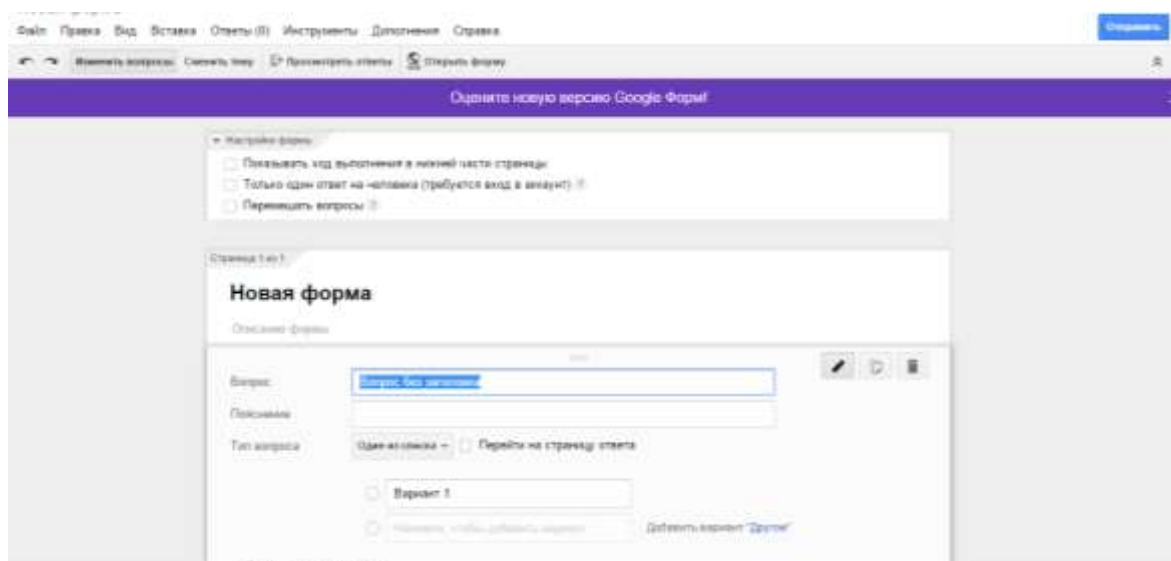 Файл Правка Вид Вставка Ответы (0) Инструменты Дополнения Справка
Отправить
Изменить вопросы Сменить тему Просмотреть ответы Открыть форму
Оцените новую версию Google Форм!
Настройки формы
Показывать ход выполнения в нижней части страницы
Только один ответ на человека (требуется вход в аккаунт) ?
Перемешать вопросы ?
Страница 1 из 1
Новая форма
Описание формы
Вопрос Вопрос без заголовка
Пояснение
Тип вопроса Один из списка Перейти на страницу ответа
Вариант 1
Нажмите, чтобы добавить вариант Добавить вариант "Другое"